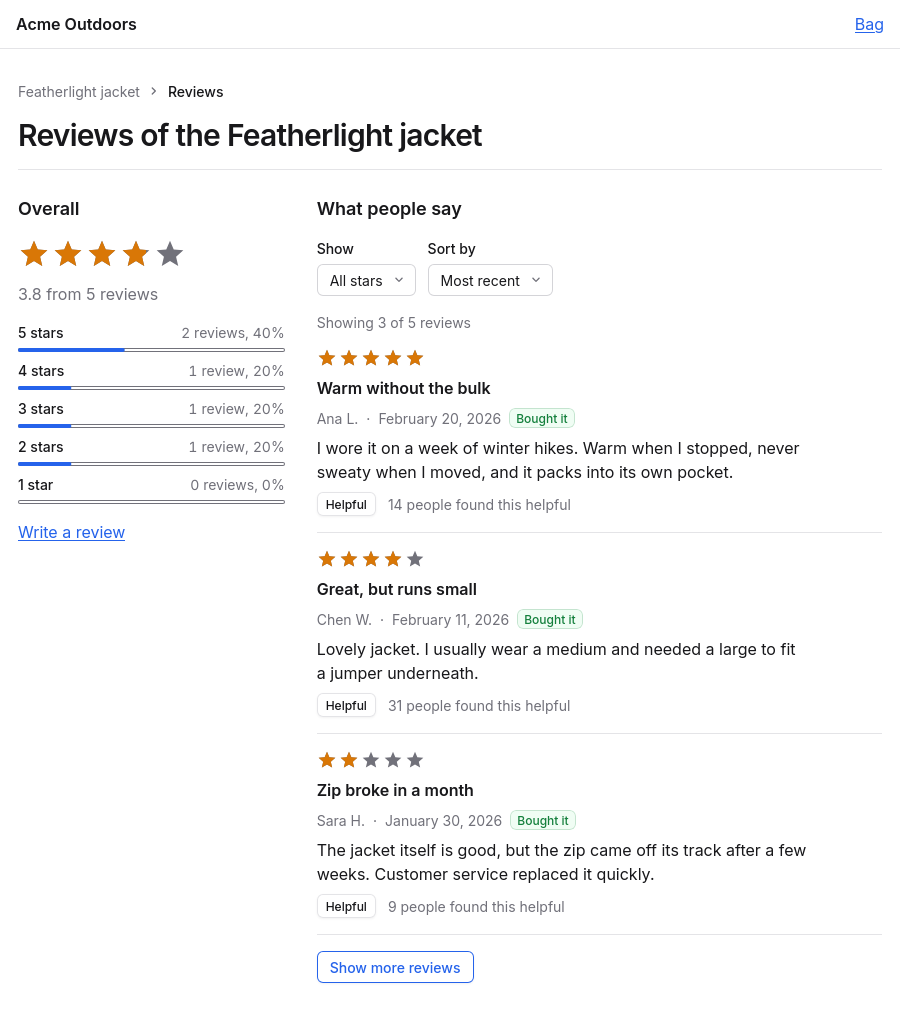 Acme Outdoors
Bag
Featherlight jacket > Reviews
Reviews of the Featherlight jacket
Overall
3.8 from 5 reviews
5 stars 2 reviews, 40%
4 stars 1 review, 20%
3 stars 1 review, 20%
2 stars 1 review, 20%
1 star 0 reviews, 0%
Write a review
What people say
Show
All stars
Sort by
Most recent
Showing 3 of 5 reviews
Warm without the bulk
Ana L. · February 20, 2026 Bought it
I wore it on a week of winter hikes. Warm when I stopped, never
sweaty when I moved, and it packs into its own pocket.
Helpful 14 people found this helpful
Great, but runs small
Chen W. · February 11, 2026 Bought it
Lovely jacket. I usually wear a medium and needed a large to fit
a jumper underneath.
Helpful 31 people found this helpful
Zip broke in a month
Sara H. · January 30, 2026 Bought it
The jacket itself is good, but the zip came off its track after a few
weeks. Customer service replaced it quickly.
Helpful 9 people found this helpful
Show more reviews